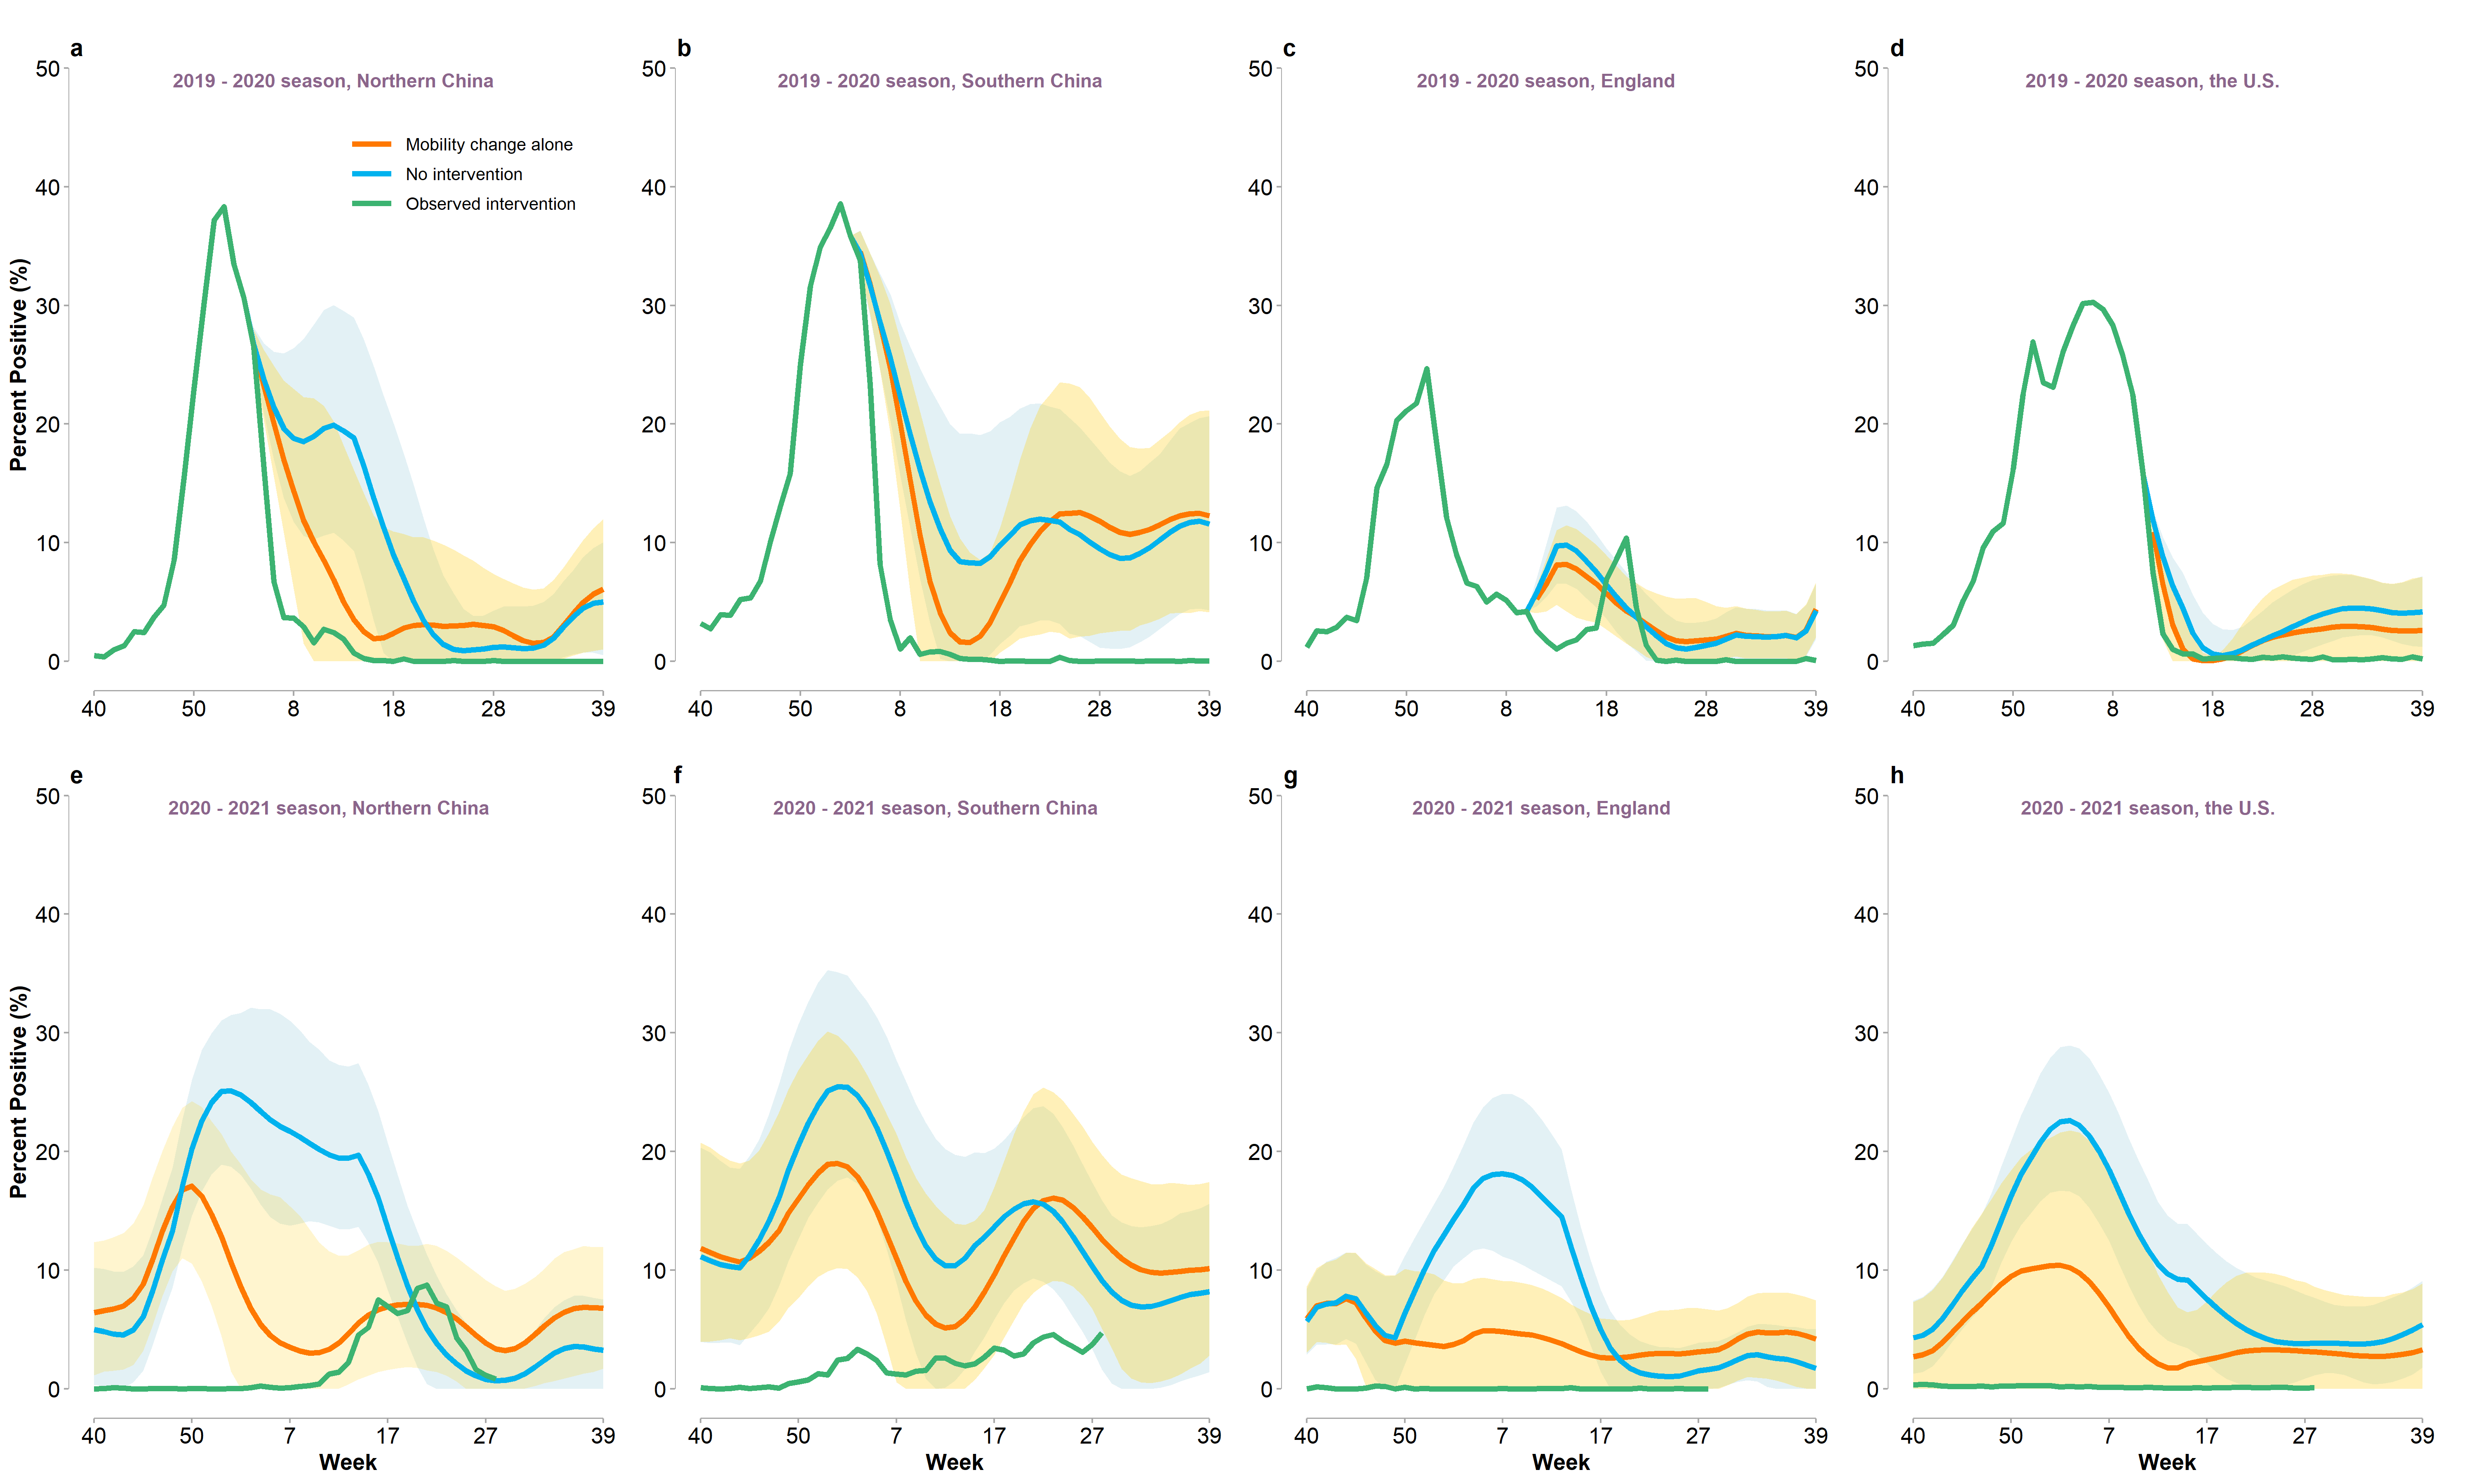 a
b
c
d
2019 - 2020 season, Northern China
2019 - 2020 season, Southern China
2019 - 2020 season, England
2019 - 2020 season, the U.S.
Mobility change alone
No intervention
Observed intervention
Percent Positive (%)
50
40
30
20
10
0
40 50 8 18 28 39
50
40
30
20
10
0
40 50 8 18 28 39
50
40
30
20
10
0
40 50 8 18 28 39
50
40
30
20
10
0
40 50 8 18 28 39
e
f
g
h
2020 - 2021 season, Northern China
2020 - 2021 season, Southern China
2020 - 2021 season, England
2020 - 2021 season, the U.S.
Percent Positive (%)
50
40
30
20
10
0
40 50 7 17 27 39
Week
50
40
30
20
10
0
40 50 7 17 27 39
Week
50
40
30
20
10
0
40 50 7 17 27 39
Week
50
40
30
20
10
0
40 50 7 17 27 39
Week